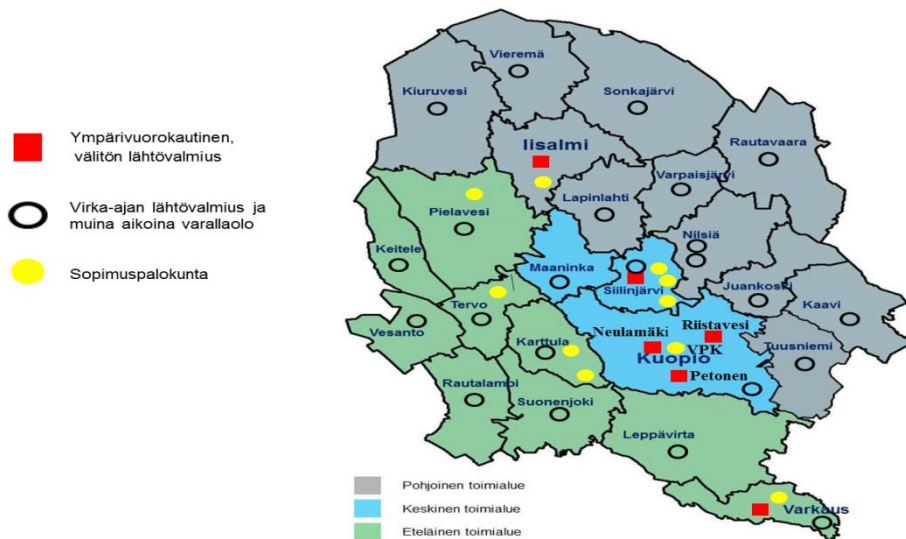 Ympärivuorokautinen,
välitön lähtövalmius
Virka-ajan lähtövalmius ja
muina aikoina varallaolo
Sopimuspalokunta
Vieremä
Kiuruvesi
Sonkajärvi
Iisalmi
Rautavaara
Varpaisjärvi
Lapinlahti
Pielavesi
Nilsiä
Keitele
Maaninka
Siilinjärvi
Juankoski
Kaavi
Tervo
Vesanto
Neulamäki
Riistavesi
Karttula
YPK
Tuusniemi
Kuopio
Petonen
Rautalampi
Suonenjoki
Leppävirta
Varkaus
Pohjoinen toimialue
Keskinen toimialue
Eteläinen toimialue